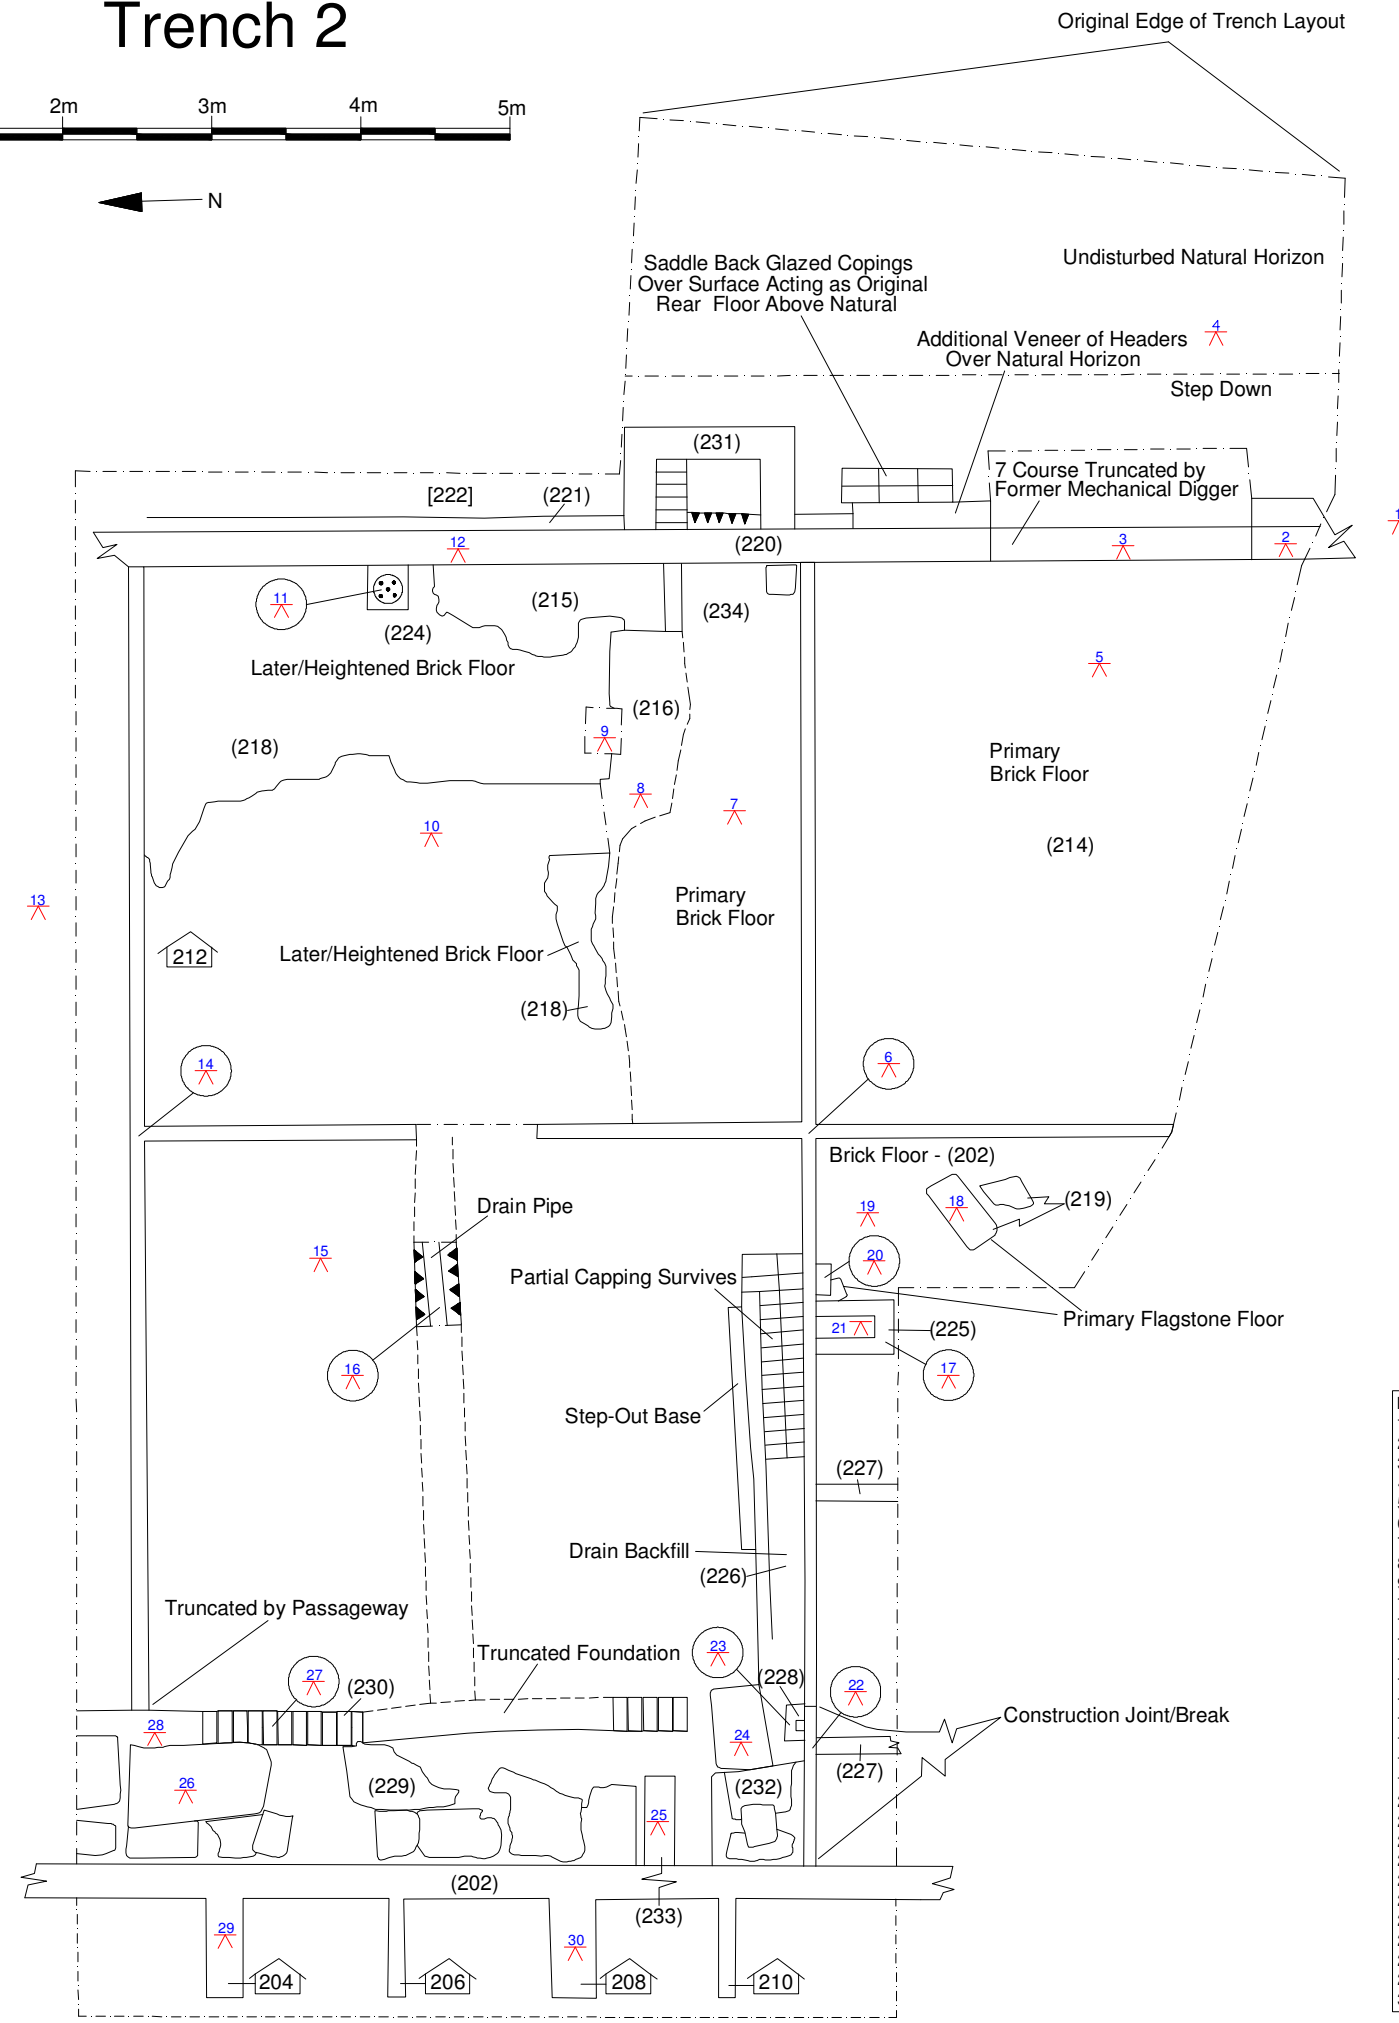 Trench 2
Original Edge of Trench Layout
2m
3m
4m
5m
N
Saddle Back Glazed Copings
Over Surface Acting as Original
Rear Floor Above Natural
Undisturbed Natural Horizon
4
Additional Veneer of Headers
Over Natural Horizon
Step Down
(231)
7 Course Truncated by
Former Mechanical Digger
[222]
(221)
1
12
(220)
3
2
11
(215)
(234)
(224)
Later/Heightened Brick Floor
5
(216)
9
(218)
Primary
Brick Floor
8
7
10
(214)
13
Primary
Brick Floor
212
Later/Heightened Brick Floor
(218)
14
6
Brick Floor - (202)
Drain Pipe
19
18
(219)
15
20
Partial Capping Survives
Primary Flagstone Floor
21
(225)
16
17
Step-Out Base
(227)
Drain Backfill
(226)
Truncated by Passageway
Truncated Foundation
23
27
(230)
(228)
22
28
24
Construction Joint/Break
26
(229)
(232)
(227)
25
(202)
(233)
29
30
204
206
208
210